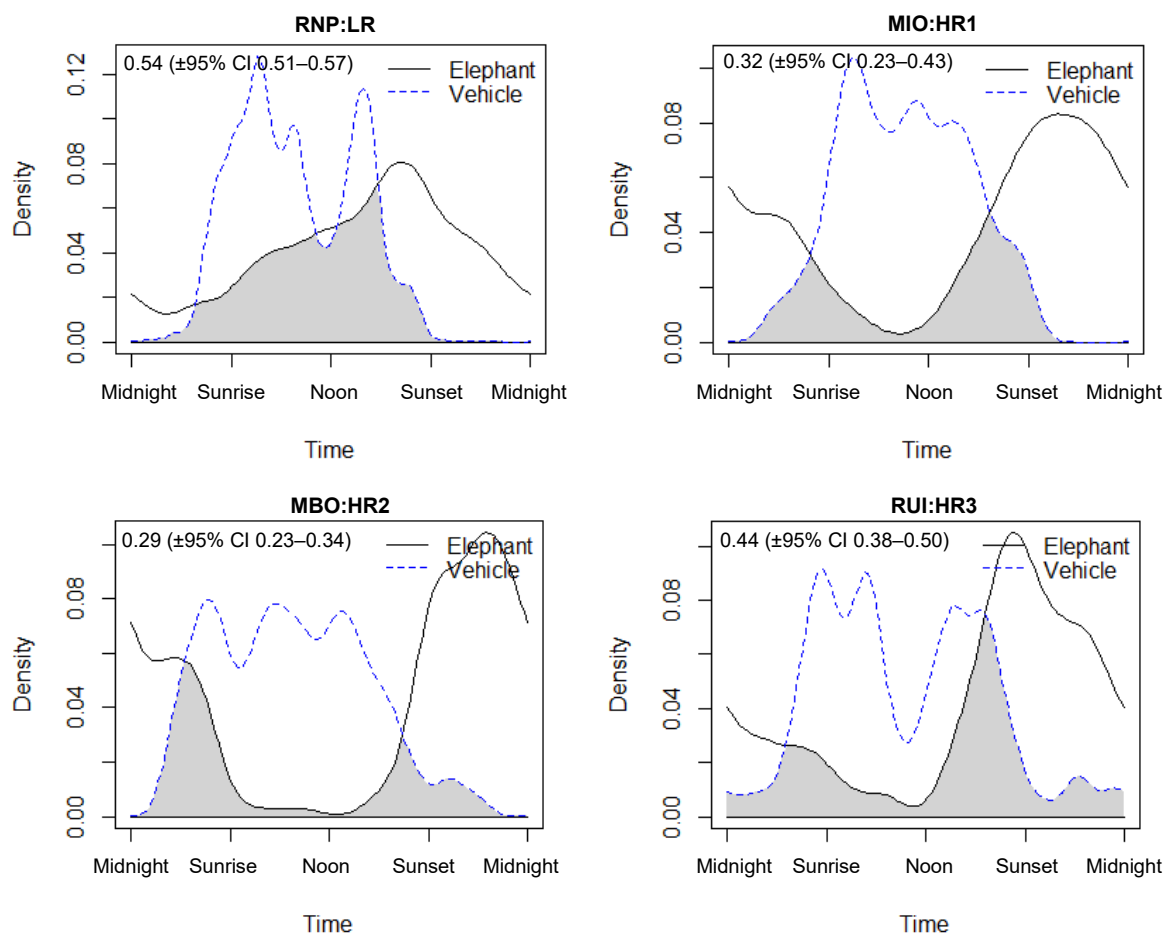 RNP:LR
0.54 (±95% CI 0.51–0.57)
Elephant
Vehicle
Density
0.12
0.08
0.04
0.00
Midnight Sunrise Noon Sunset Midnight
Time
MIO:HR1
0.32 (±95% CI 0.23–0.43)
Elephant
Vehicle
Density
0.08
0.04
0.00
Midnight Sunrise Noon Sunset Midnight
Time
MBO:HR2
0.29 (±95% CI 0.23–0.34)
Elephant
Vehicle
Density
0.08
0.04
0.00
Midnight Sunrise Noon Sunset Midnight
Time
RUI:HR3
0.44 (±95% CI 0.38–0.50)
Elephant
Vehicle
Density
0.08
0.04
0.00
Midnight Sunrise Noon Sunset Midnight
Time